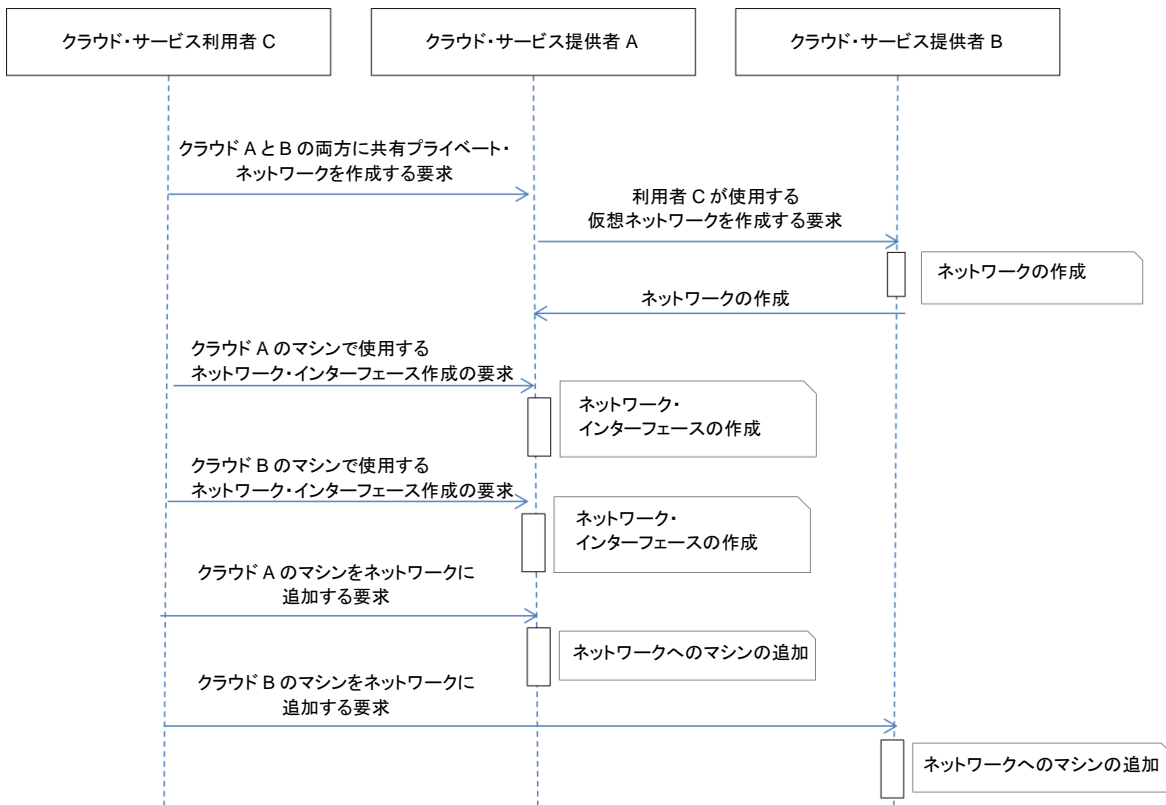 クラウド・サービス利用者 C
クラウド・サービス提供者 A
クラウド・サービス提供者 B
クラウド A と B の両方に共有プライベート・
ネットワークを作成する要求
利用者 C が使用する
仮想ネットワークを作成する要求
ネットワークの作成
ネットワークの作成
クラウド A のマシンで使用する
ネットワーク・インターフェース作成の要求
ネットワーク・
インターフェースの作成
クラウド B のマシンで使用する
ネットワーク・インターフェース作成の要求
ネットワーク・
インターフェースの作成
クラウド A のマシンをネットワークに
追加する要求
ネットワークへのマシンの追加
クラウド B のマシンをネットワークに
追加する要求
ネットワークへのマシンの追加